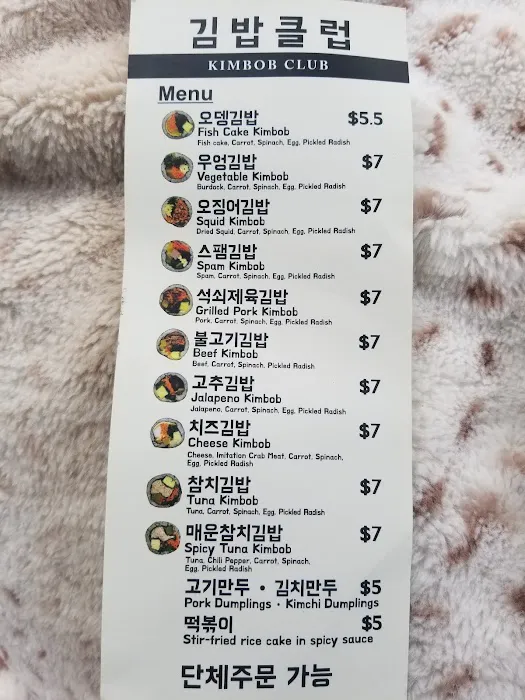 김밥클럽
KIMBOB CLUB
Menu
오뎅김밥 $5.5
Fish Cake Kimbob
Fish cake, Carrot, Spinach, Egg, Pickled Radish
우엉김밥 $7
Vegetable Kimbob
Burdock, Carrot, Spinach, Egg, Pickled Radish
오징어김밥 $7
Squid Kimbob
Dried Squid, Carrot, Spinach, Egg, Pickled Radish
스팸김밥 $7
Spam Kimbob
Spam, Carrot, Spinach, Egg, Pickled Radish
석쇠제육김밥 $7
Grilled Pork Kimbob
Pork, Carrot, Spinach, Egg, Pickled Radish
불고기김밥 $7
Beef Kimbob
Beef, Carrot, Spinach, Pickled Radish
고추김밥 $7
Jalapeno Kimbob
Jalapeno, Carrot, Spinach, Egg, Pickled Radish
치즈김밥 $7
Cheese Kimbob
Cheese, Imitation Crab Meat, Carrot, Spinach,
Egg, Pickled Radish
참치김밥 $7
Tuna Kimbob
Tuna, Carrot, Spinach, Egg, Pickled Radish
매운참치김밥 $7
Spicy Tuna Kimbob
Tuna, Chili Pepper, Carrot, Spinach,
Egg, Pickled Radish
고기만두 • 김치만두 $5
Pork Dumplings • Kimchi Dumplings
떡볶이 $5
Stir-fried rice cake in spicy sauce
단체주문 가능